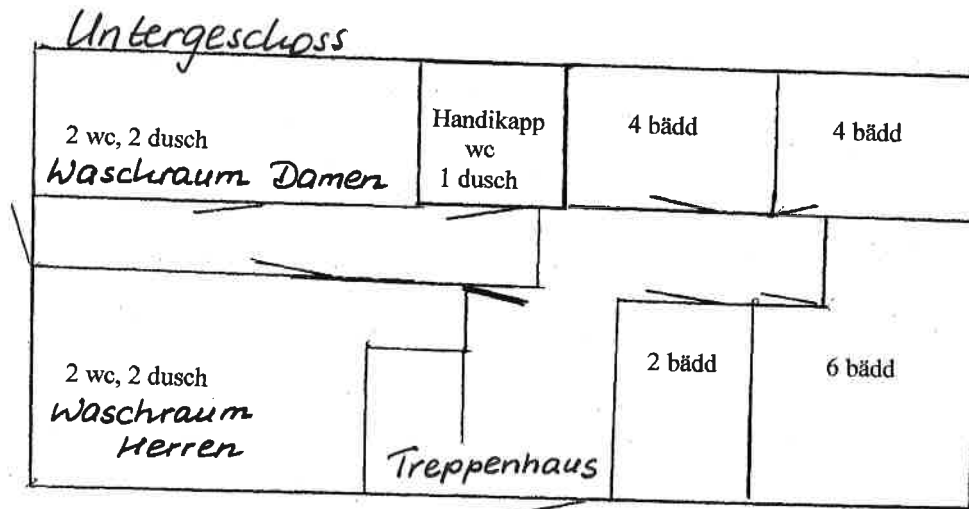 Untergeschoss
2 wc, 2 dusch
Waschraum Damen
Handikapp
wc
1 dusch
4 bädd
4 bädd
2 wc, 2 dusch
Waschraum
Herren
Treppenhaus
2 bädd
6 bädd